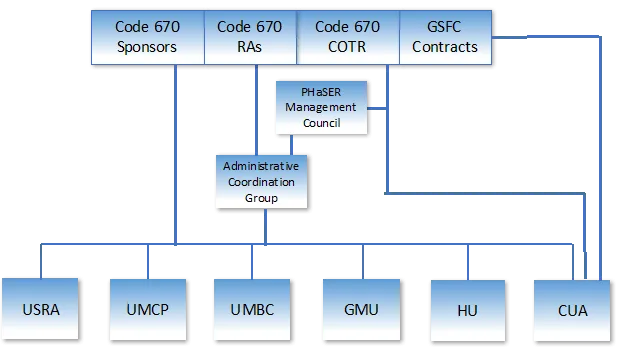 Code 670
Sponsors
Code 670
RAs
Code 670
COTR
GSFC
Contracts
PHaSER
Management
Council
Administrative
Coordination
Group
USRA
UMCP
UMBC
GMU
HU
CUA